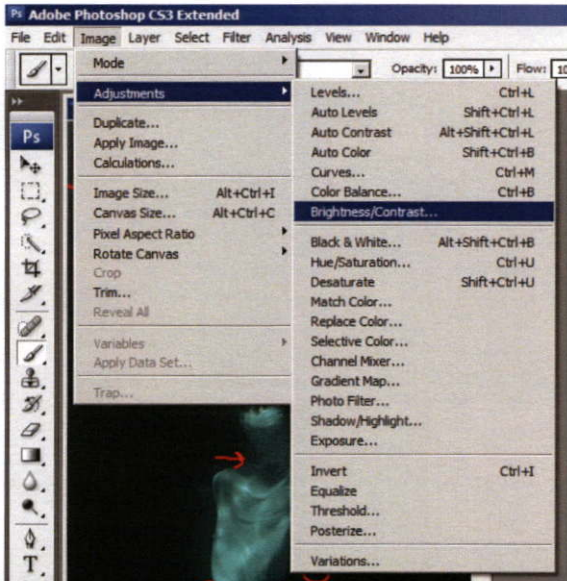 Ps Adobe Photoshop CS3 Extended
File Edit Image Layer Select Filter Analysis View Window Help
Opacity: 100% Flow: 10
Ps
T
Mode
Adjustments
Duplicate...
Apply Image...
Calculations...
Image Size... Alt+Ctrl+I
Canvas Size... Alt+Ctrl+C
Pixel Aspect Ratio
Rotate Canvas
Crop
Trim...
Reveal All
Variables
Apply Data Set...
Trap...
Levels... Ctrl+L
Auto Levels Shift+Ctrl+L
Auto Contrast Alt+Shift+Ctrl+L
Auto Color Shift+Ctrl+B
Curves... Ctrl+M
Color Balance... Ctrl+B
Brightness/Contrast...
Black & White... Alt+Shift+Ctrl+B
Hue/Saturation... Ctrl+U
Desaturate Shift+Ctrl+U
Match Color...
Replace Color...
Selective Color...
Channel Mixer...
Gradient Map...
Photo Filter...
Shadow/Highlight...
Exposure...
Invert Ctrl+I
Equalize
Threshold...
Posterize...
Variations...